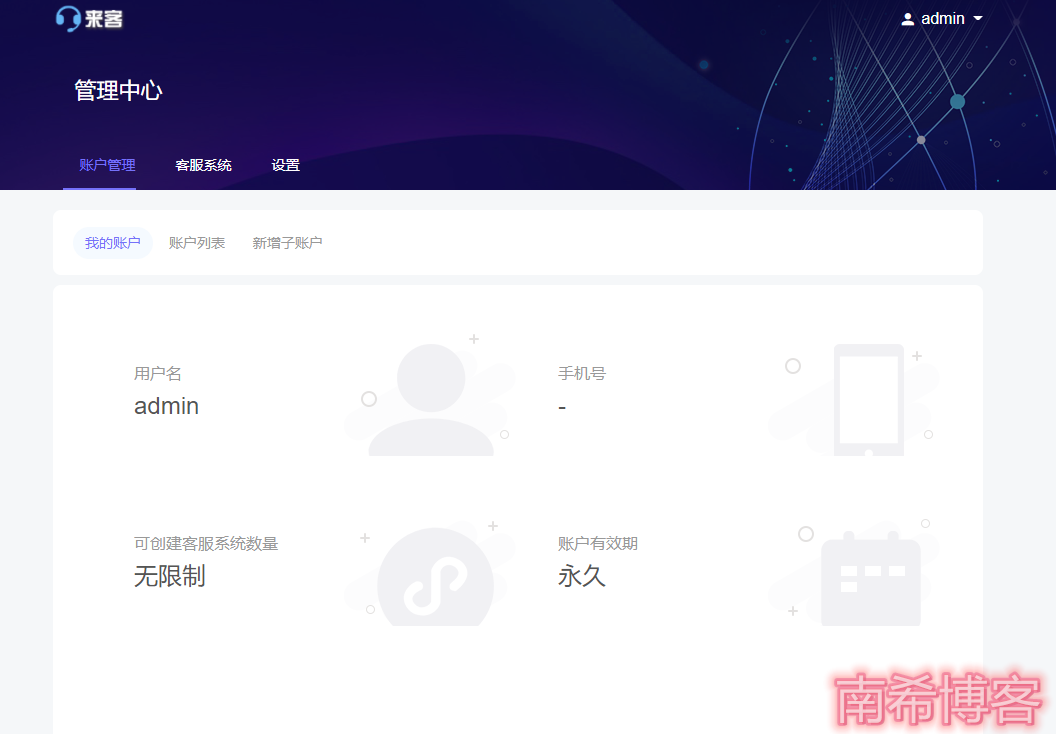 来客
admin
管理中心
账户管理 客服系统 设置
我的账户 账户列表 新增子账户
用户名
admin
手机号
-
可创建客服系统数量
无限制
账户有效期
永久
南希博客